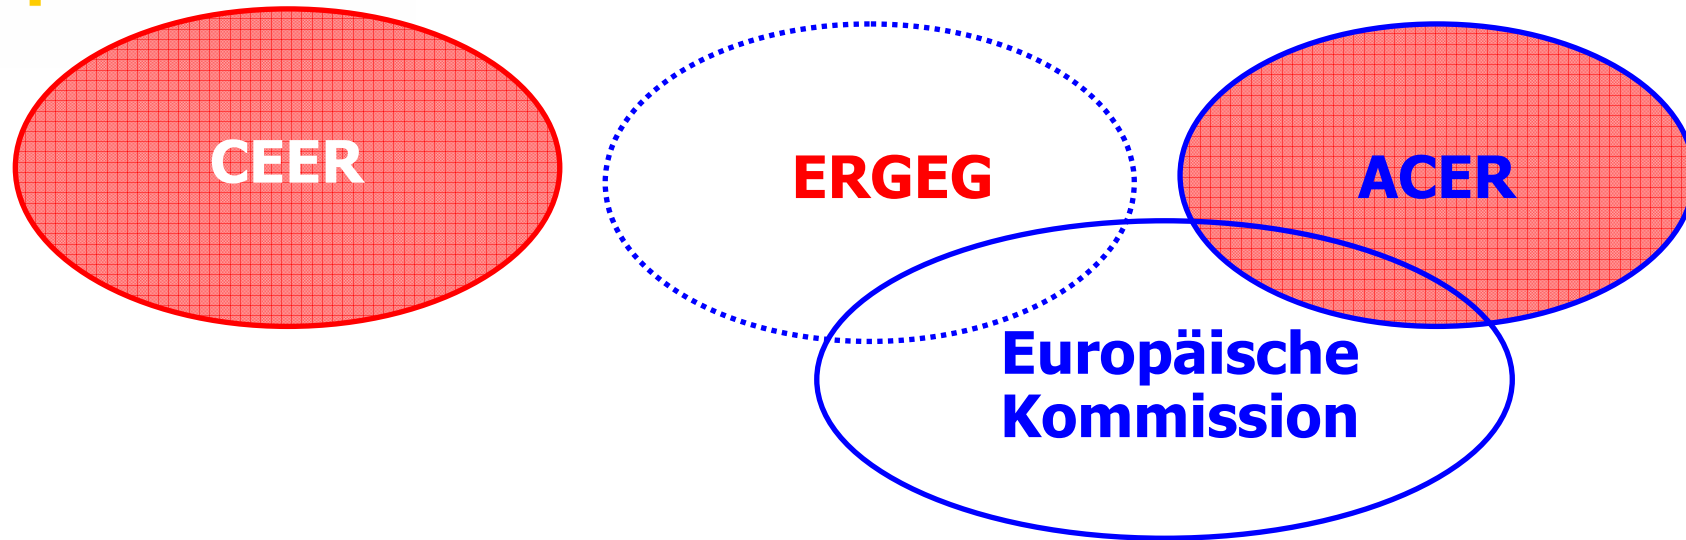 CEER
ERGEG
ACER
Europäische
Kommission